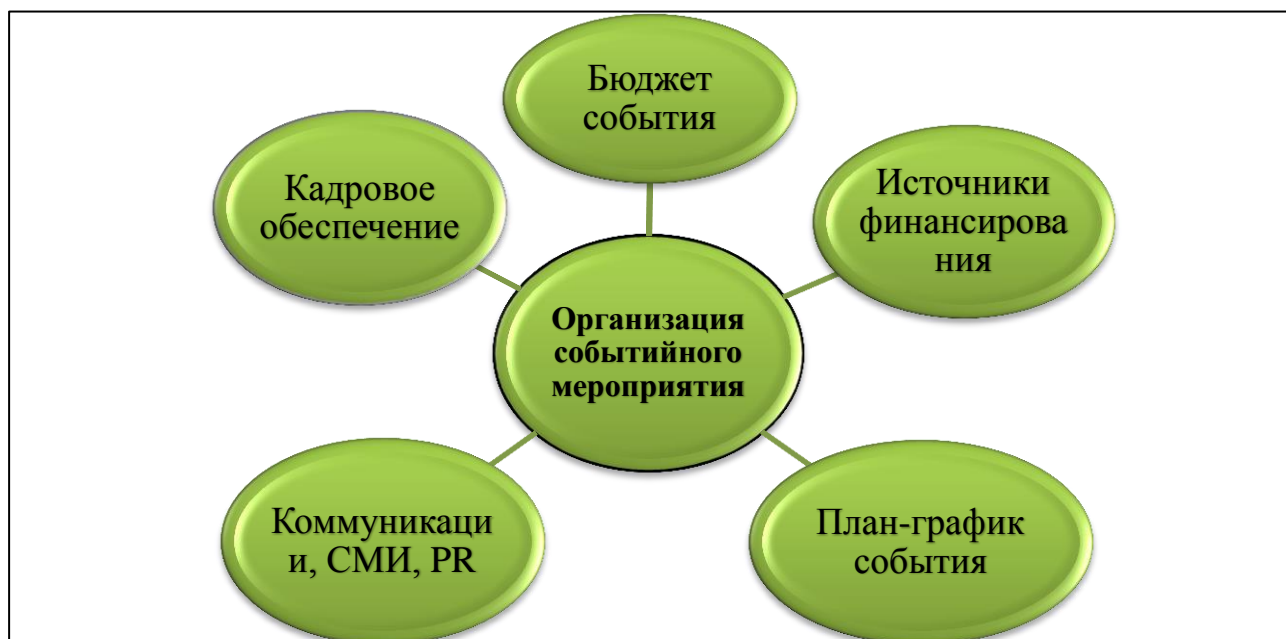 Бюджет
события
Кадровое
обеспечение
Источники
финансирова
ния
Организация
событийного
мероприятия
Коммуникаци
и, СМИ, PR
План-график
события